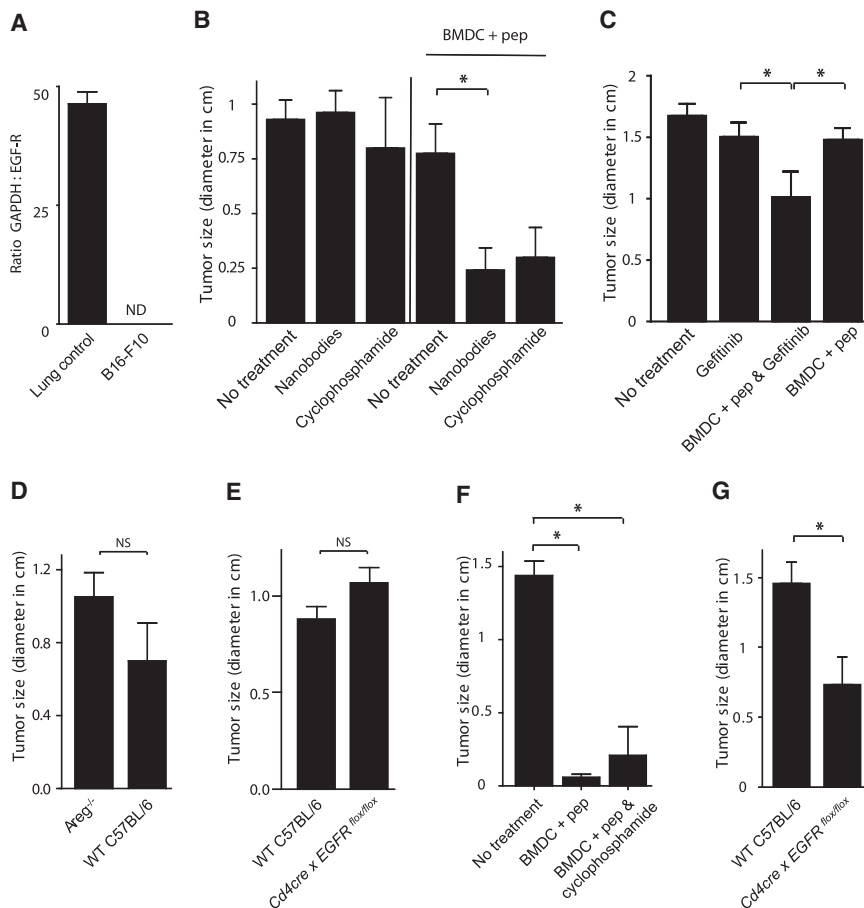 A
Ratio GAPDH : EGF-R
50
25
0
ND
Lung control
B16-F10
B
BMDC + pep
*
Tumor size (diameter in cm)
1
0.75
0.5
0.25
0
No treatment
Nanobodies
Cyclophosphamide
No treatment
Nanobodies
Cyclophosphamide
C
*
*
Tumor size (diameter in cm)
2
1.5
1
0.5
0
No treatment
Gefitinib
BMDC + pep & Gefitinib
BMDC + pep
D
NS
Tumor size (diameter in cm)
1.2
0.8
0.4
0.0
Areg-/-
WT C57BL/6
E
NS
Tumor size (diameter in cm)
1.0
0.5
0.0
WT C57BL/6
Cd4cre x EGFR flox/flox
F
*
*
Tumor size (diameter in cm)
1.5
1
0.5
0
No treatment
BMDC + pep
BMDC + pep &
cyclophosphamide
G
*
Tumor size (diameter in cm)
1.5
1
0.5
0
WT C57BL/6
Cd4cre x EGFR flox/flox